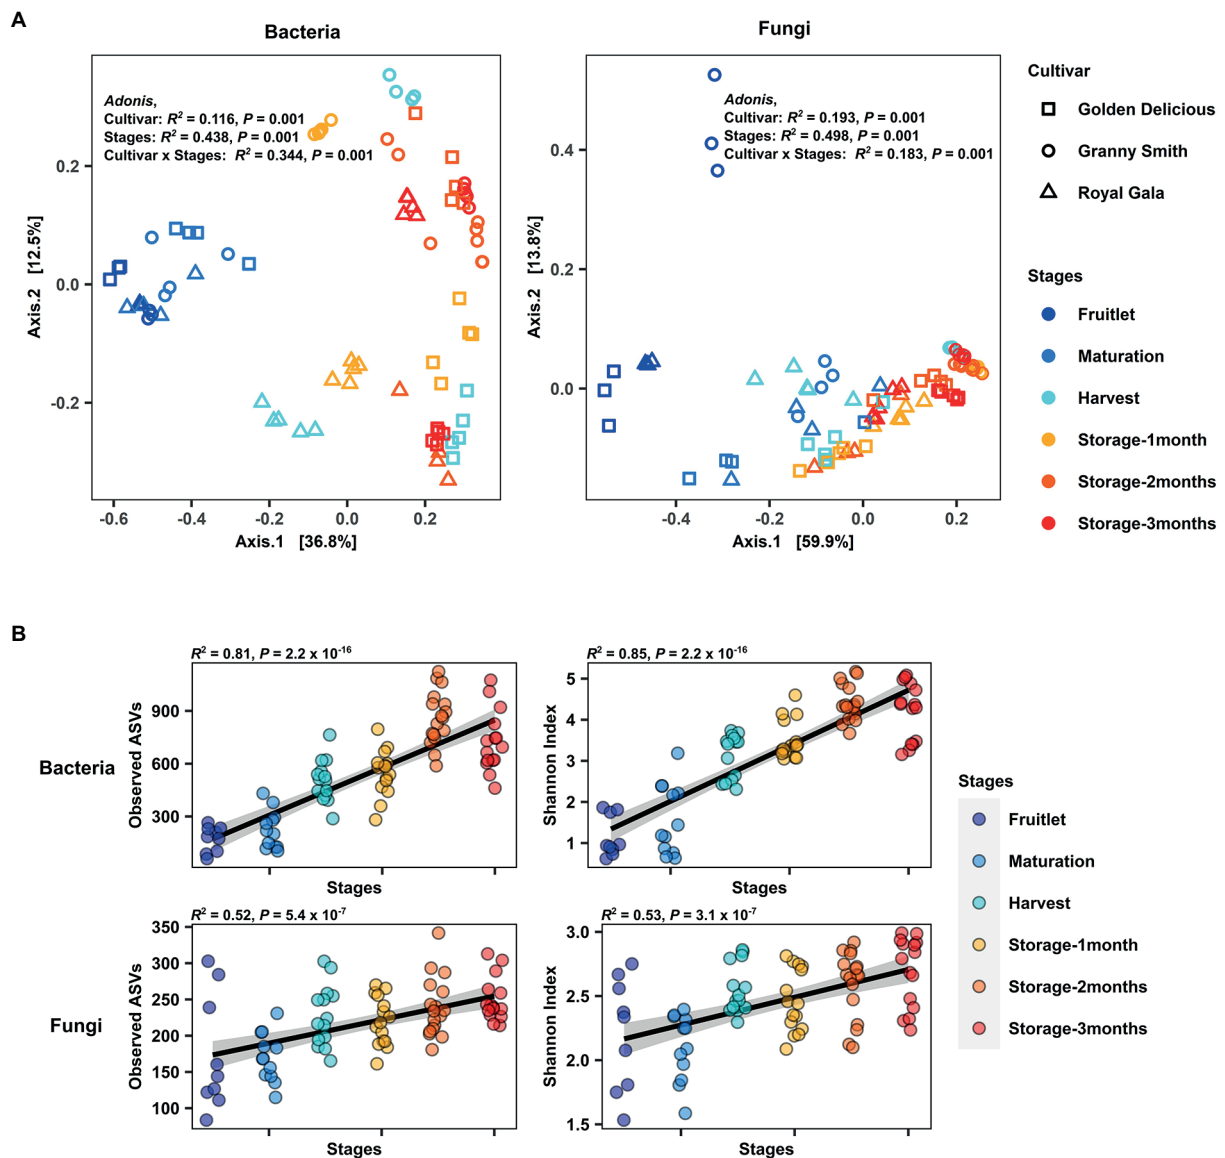 A
Bacteria
Adonis,
Cultivar: R² = 0.116, P = 0.001
Stages: R² = 0.438, P = 0.001
Cultivar x Stages: R² = 0.344, P = 0.001
0.2
0.0
-0.2
Axis.2 [12.5%]
-0.6
-0.4
-0.2
0.0
0.2
Axis.1 [36.8%]
Fungi
Adonis,
Cultivar: R² = 0.193, P = 0.001
Stages: R² = 0.498, P = 0.001
Cultivar x Stages: R² = 0.183, P = 0.001
0.4
0.2
0.0
Axis.2 [13.8%]
-0.4
-0.2
0.0
0.2
Axis.1 [59.9%]
Cultivar
Golden Delicious
Granny Smith
Royal Gala
Stages
Fruitlet
Maturation
Harvest
Storage-1month
Storage-2months
Storage-3months
B
Bacteria
R² = 0.81, P = 2.2 x 10⁻¹⁶
Observed ASVs
900
600
300
Stages
R² = 0.85, P = 2.2 x 10⁻¹⁶
Shannon Index
5
4
3
2
1
Stages
Fungi
R² = 0.52, P = 5.4 x 10⁻⁷
Observed ASVs
350
300
250
200
150
100
Stages
R² = 0.53, P = 3.1 x 10⁻⁷
Shannon Index
3.0
2.5
2.0
1.5
Stages
Stages
Fruitlet
Maturation
Harvest
Storage-1month
Storage-2months
Storage-3months